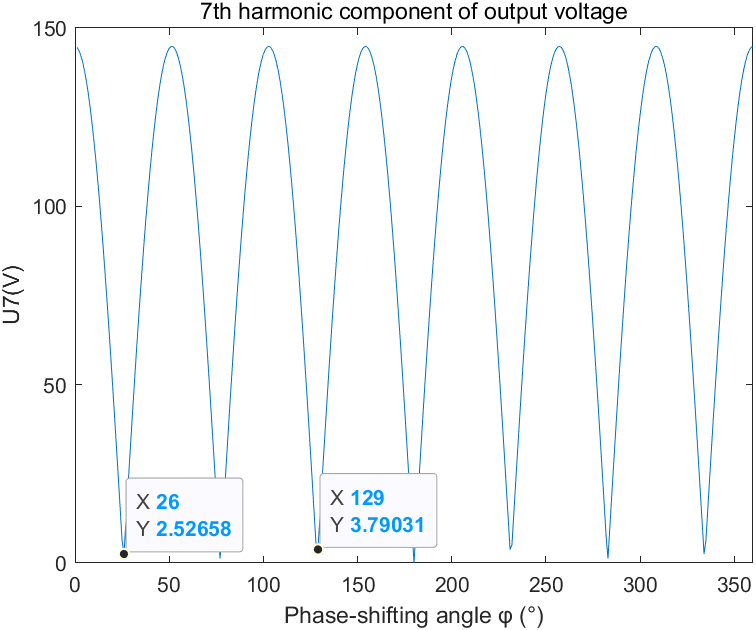 7th harmonic component of output voltage
150
100
50
0
U7(V)
X 26
Y 2.52658
X 129
Y 3.79031
0 50 100 150 200 250 300 350
Phase-shifting angle φ (°)